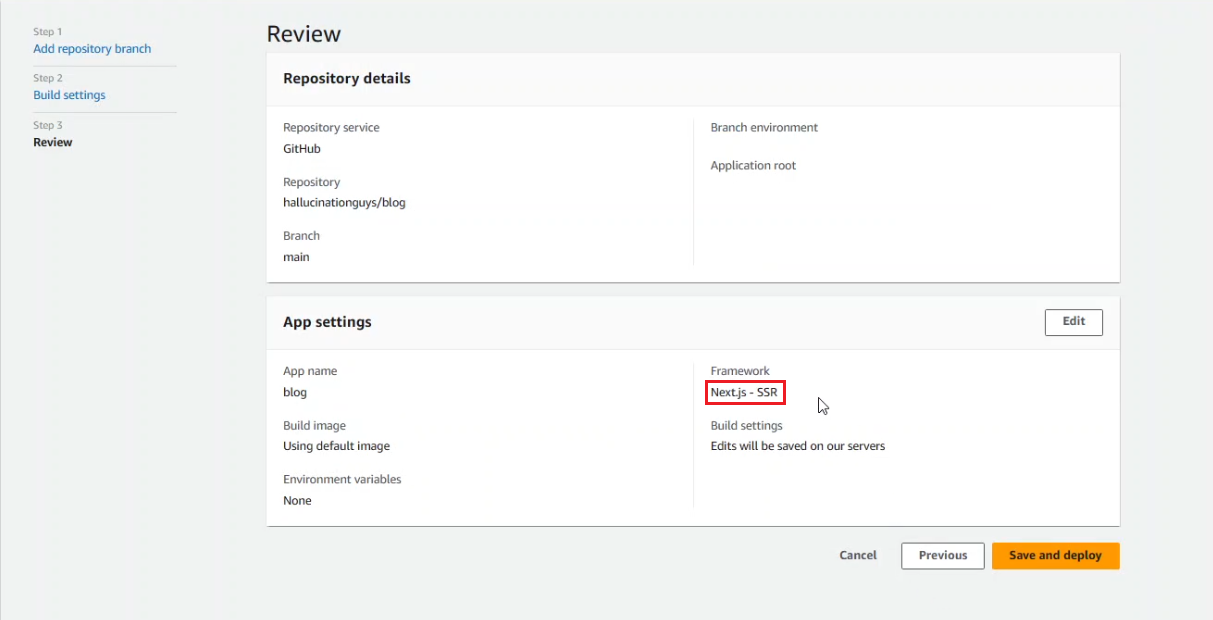 Step 1
Add repository branch
Step 2
Build settings
Step 3
Review
Review
Repository details
Repository service
GitHub
Repository
hallucinationguys/blog
Branch
main
Branch environment
Application root
App settings
Edit
App name
blog
Build image
Using default image
Environment variables
None
Framework
Next.js - SSR
Build settings
Edits will be saved on our servers
Cancel
Previous
Save and deploy